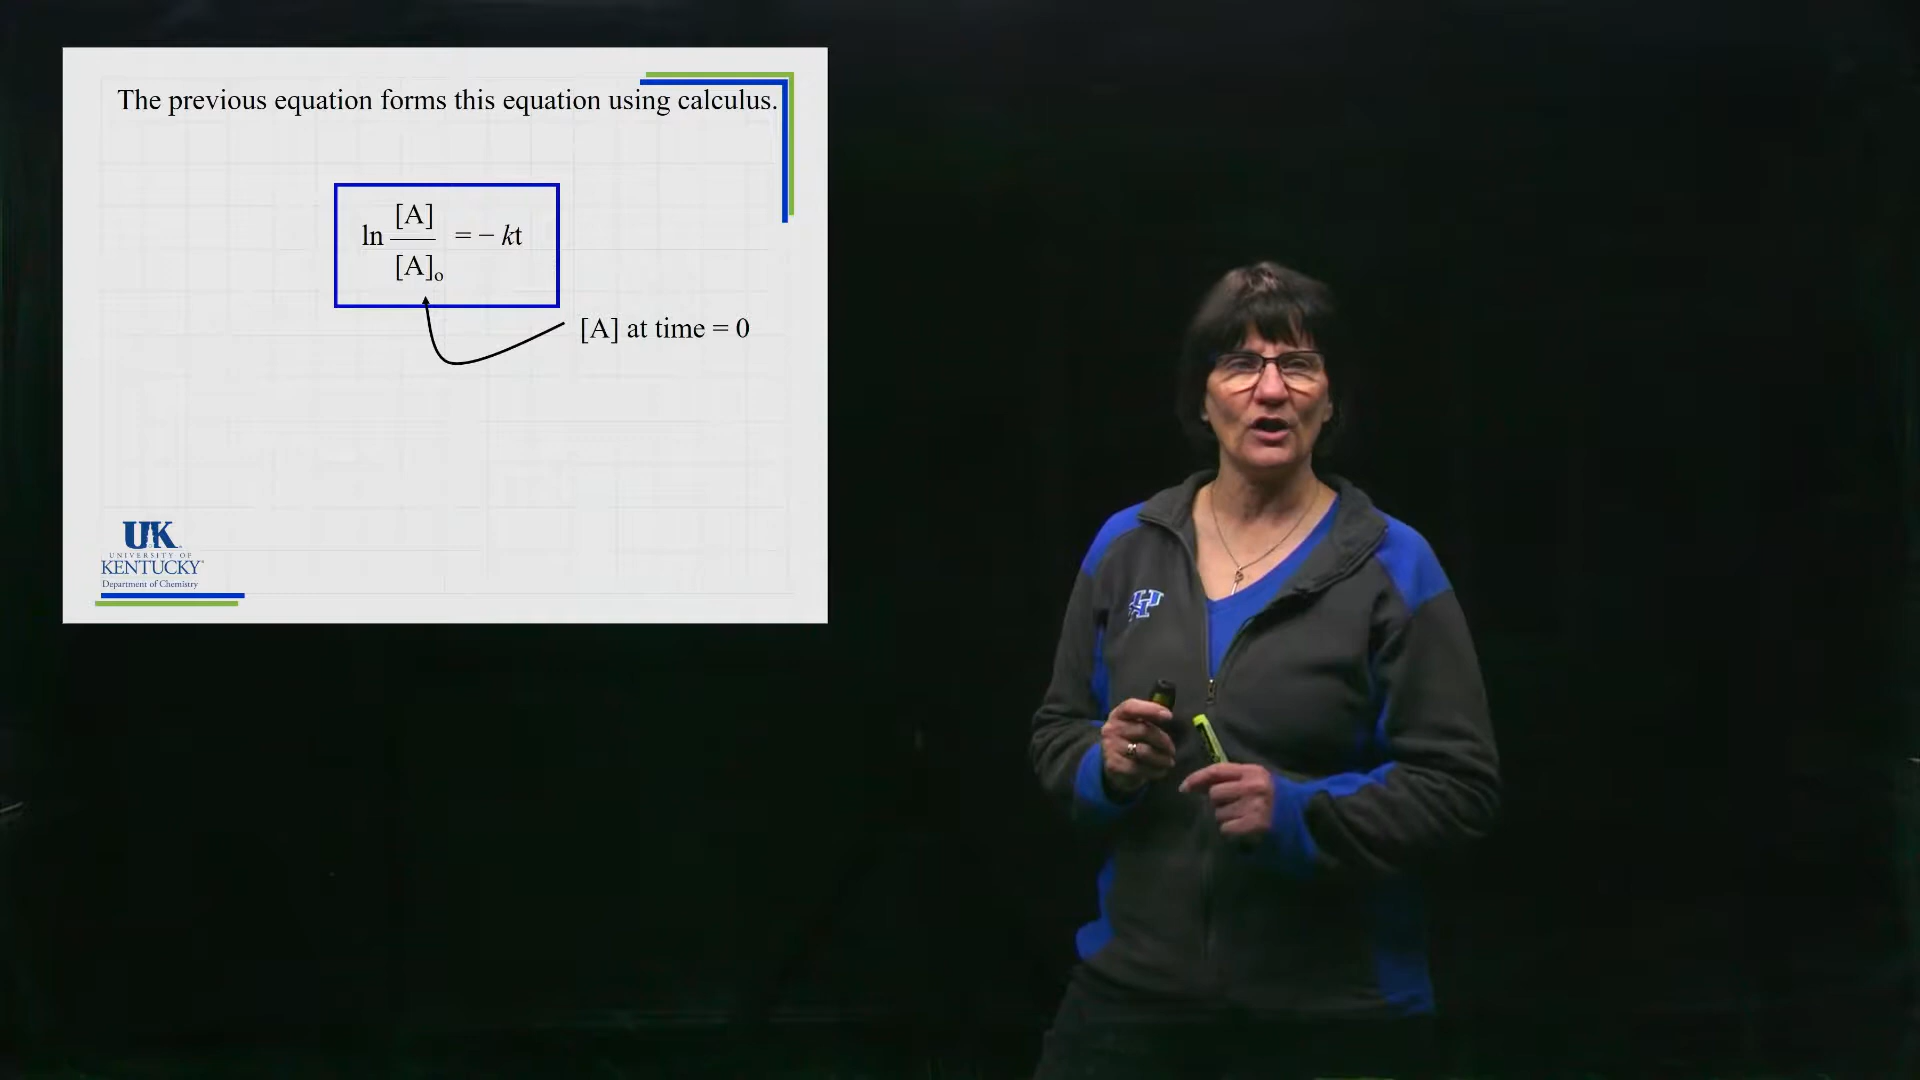 The previous equation forms this equation using calculus.
ln [A] / [A]o = − kt
[A] at time = 0
UK
UNIVERSITY OF
KENTUCKY
Department of Chemistry